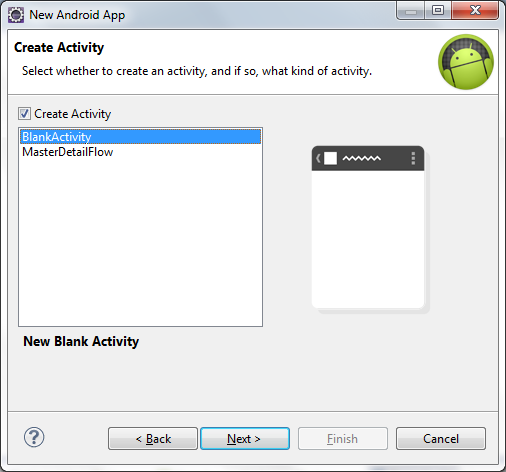 New Android App
Create Activity
Select whether to create an activity, and if so, what kind of activity.
Create Activity
BlankActivity
MasterDetailFlow
New Blank Activity
?
< Back
Next >
Finish
Cancel